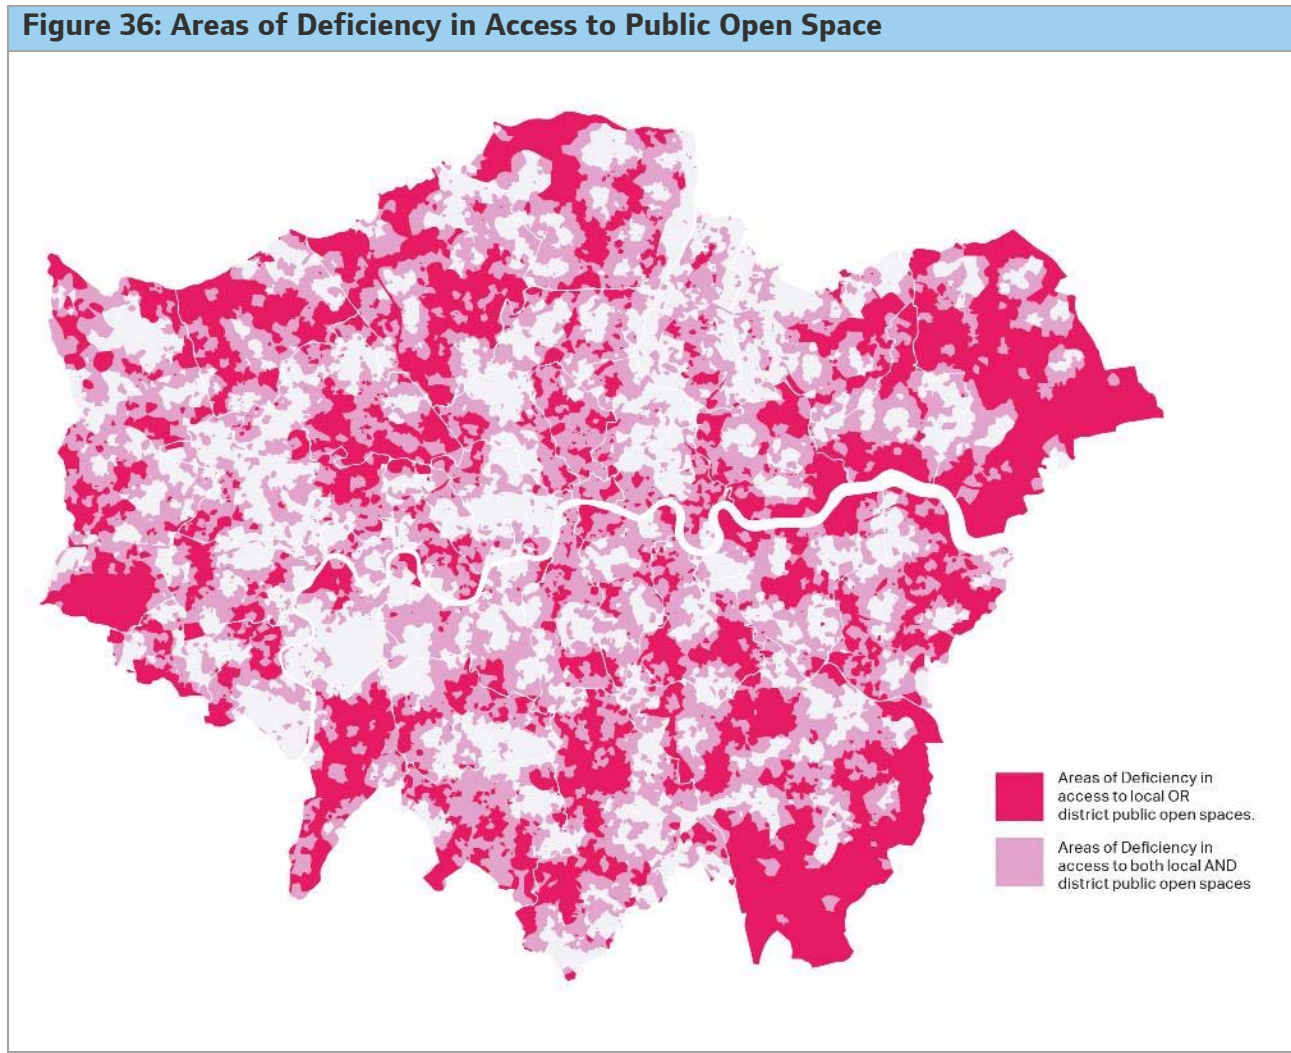 Figure 36: Areas of Deficiency in Access to Public Open Space
Areas of Deficiency in
access to local OR
district public open spaces.
Areas of Deficiency in
access to both local AND
district public open spaces